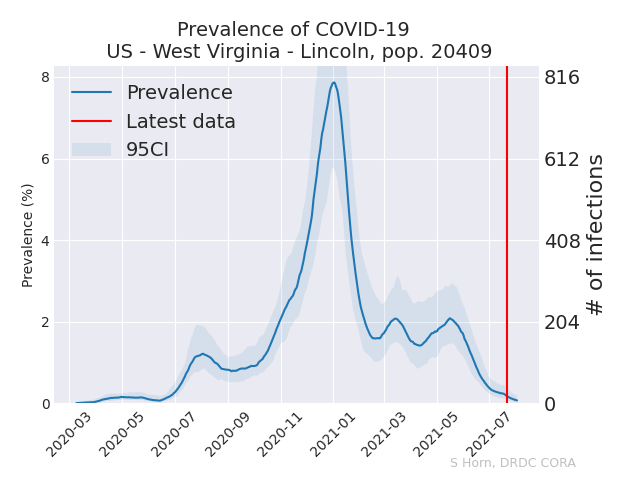 Prevalence of COVID-19
US - West Virginia - Lincoln, pop. 20409
Prevalence
Latest data
95CI
Prevalence (%)
8
6
4
2
0
816
612
408
204
0
# of infections
2020-03
2020-05
2020-07
2020-09
2020-11
2021-01
2021-03
2021-05
2021-07
S Horn, DRDC CORA